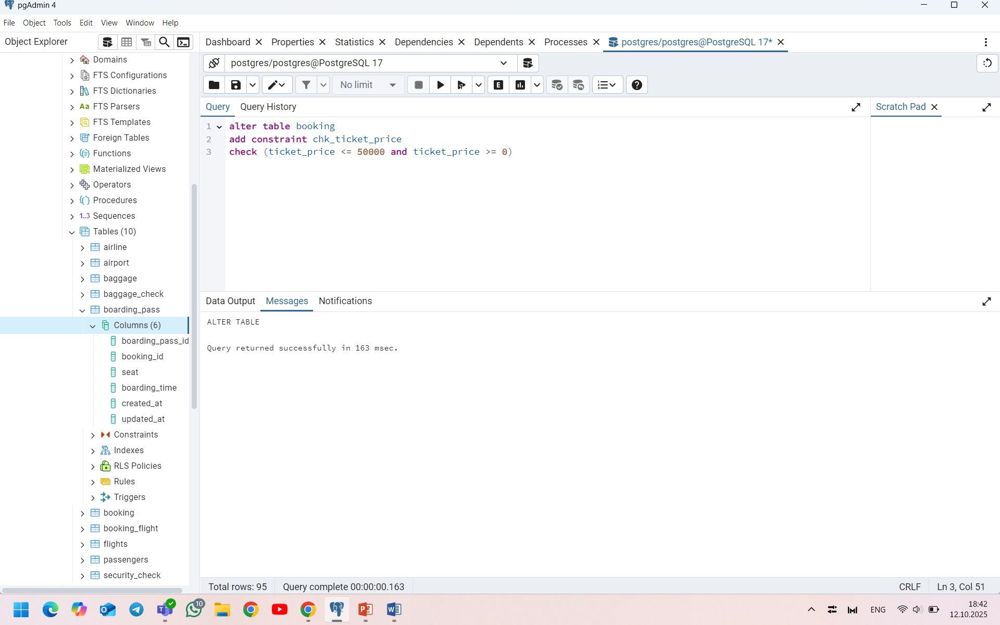 pgAdmin 4
File Object Tools Edit View Window Help
Object Explorer
Dashboard Properties Statistics Dependencies Dependents Processes postgres/postgres@PostgreSQL 17*
postgres/postgres@PostgreSQL 17
No limit
E
Query Query History
Scratch Pad
1 alter table booking
2 add constraint chk_ticket_price
3 check (ticket_price <= 50000 and ticket_price >= 0)
Domains
FTS Configurations
FTS Dictionaries
Aa FTS Parsers
FTS Templates
Foreign Tables
Functions
Materialized Views
Operators
Procedures
1..3 Sequences
Tables (10)
airline
airport
baggage
baggage_check
boarding_pass
Columns (6)
boarding_pass_id
booking_id
seat
boarding_time
created_at
updated_at
Constraints
Indexes
RLS Policies
Rules
Triggers
booking
booking_flight
flights
passengers
security_check
Data Output Messages Notifications
ALTER TABLE
Query returned successfully in 163 msec.
Total rows: 95 Query complete 00:00:00.163
CRLF Ln 3, Col 51
10
ENG
18:42
12.10.2025